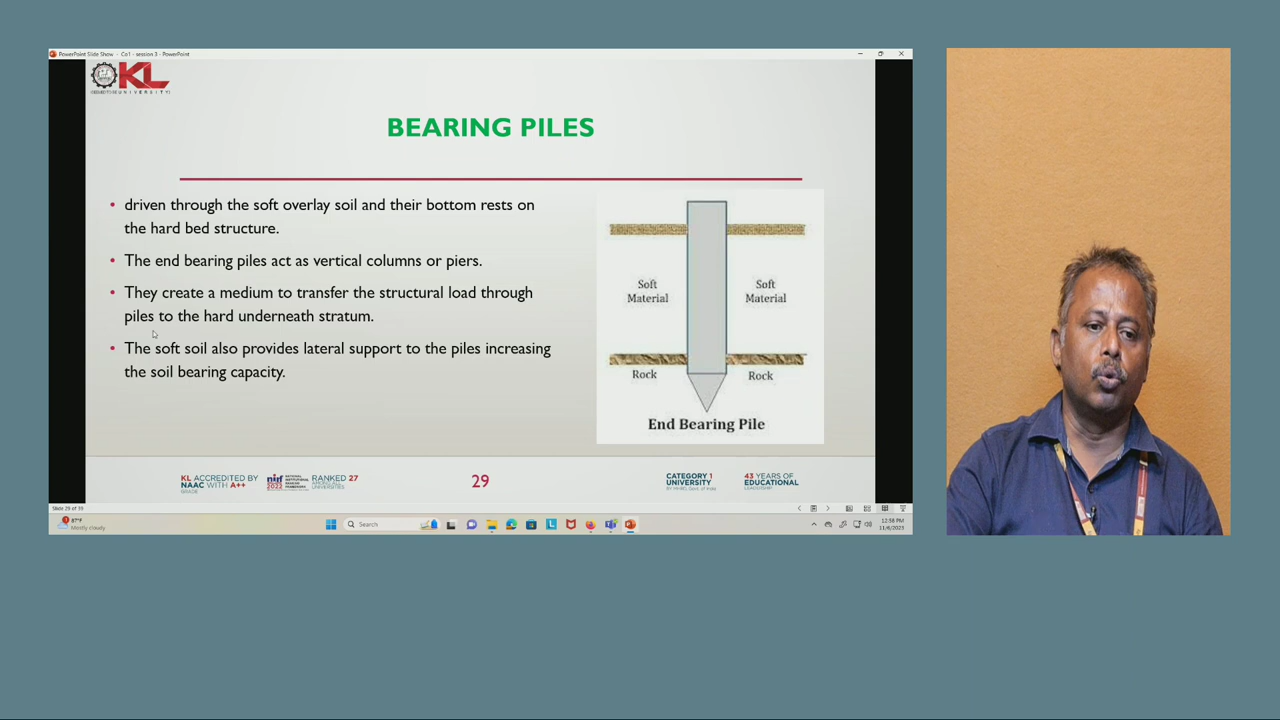 PowerPoint Slide Show - Co1 - session 3 - PowerPoint
KL
BEARING PILES
• driven through the soft overlay soil and their bottom rests on
the hard bed structure.
• The end bearing piles act as vertical columns or piers.
• They create a medium to transfer the structural load through
piles to the hard underneath stratum.
• The soft soil also provides lateral support to the piles increasing
the soil bearing capacity.
Soft
Material
Soft
Material
Rock
Rock
End Bearing Pile
KL ACCREDITED BY
NAAC WITH A++
GRADE
nirf
2022
RANKED 27
29
CATEGORY 1
UNIVERSITY
43 YEARS OF
EDUCATIONAL
LEADERSHIP
Slide 29 of 39
87°F
Mostly cloudy
Search
12:58 PM
11/6/2023